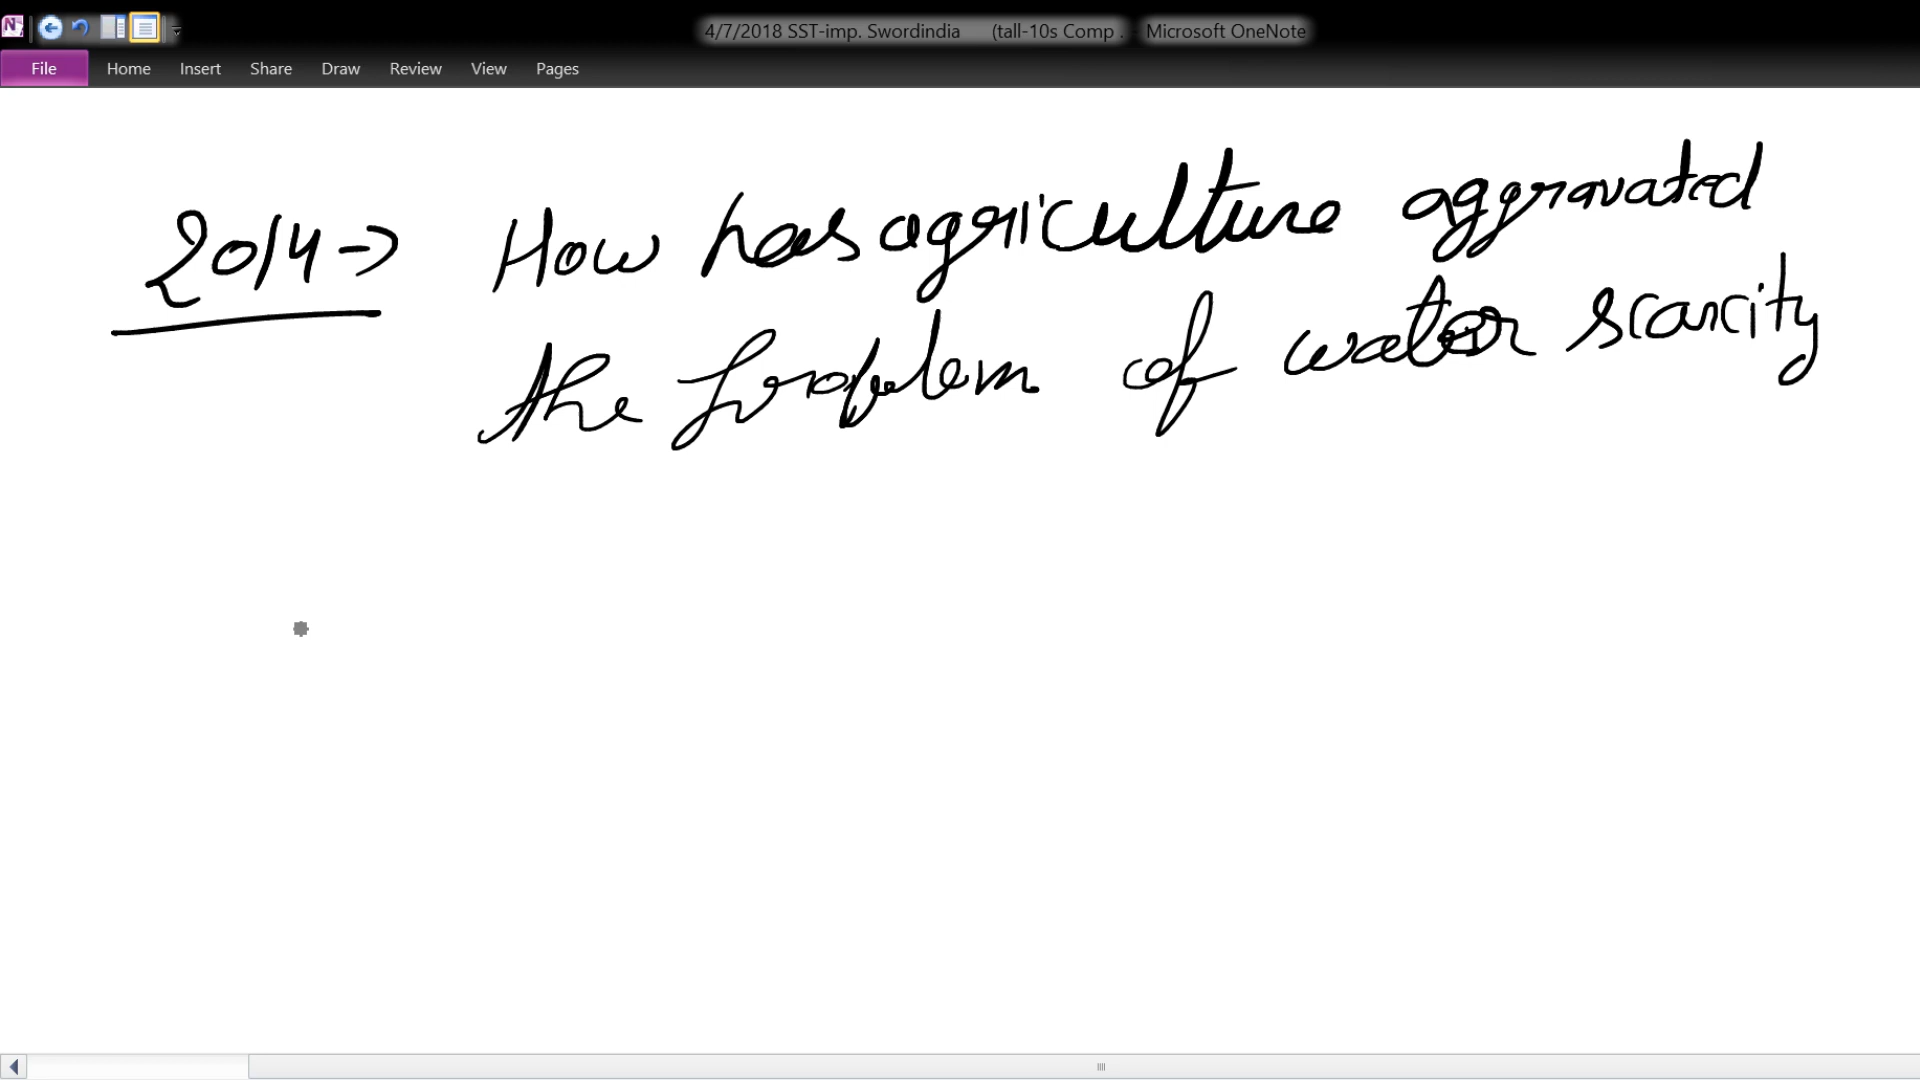 4/7/2018 SST-imp. Swordindia (tall-10s Comp . - Microsoft OneNote
File Home Insert Share Draw Review View Pages
2014 -> How has agriculture aggravated
the problem of water scarcity